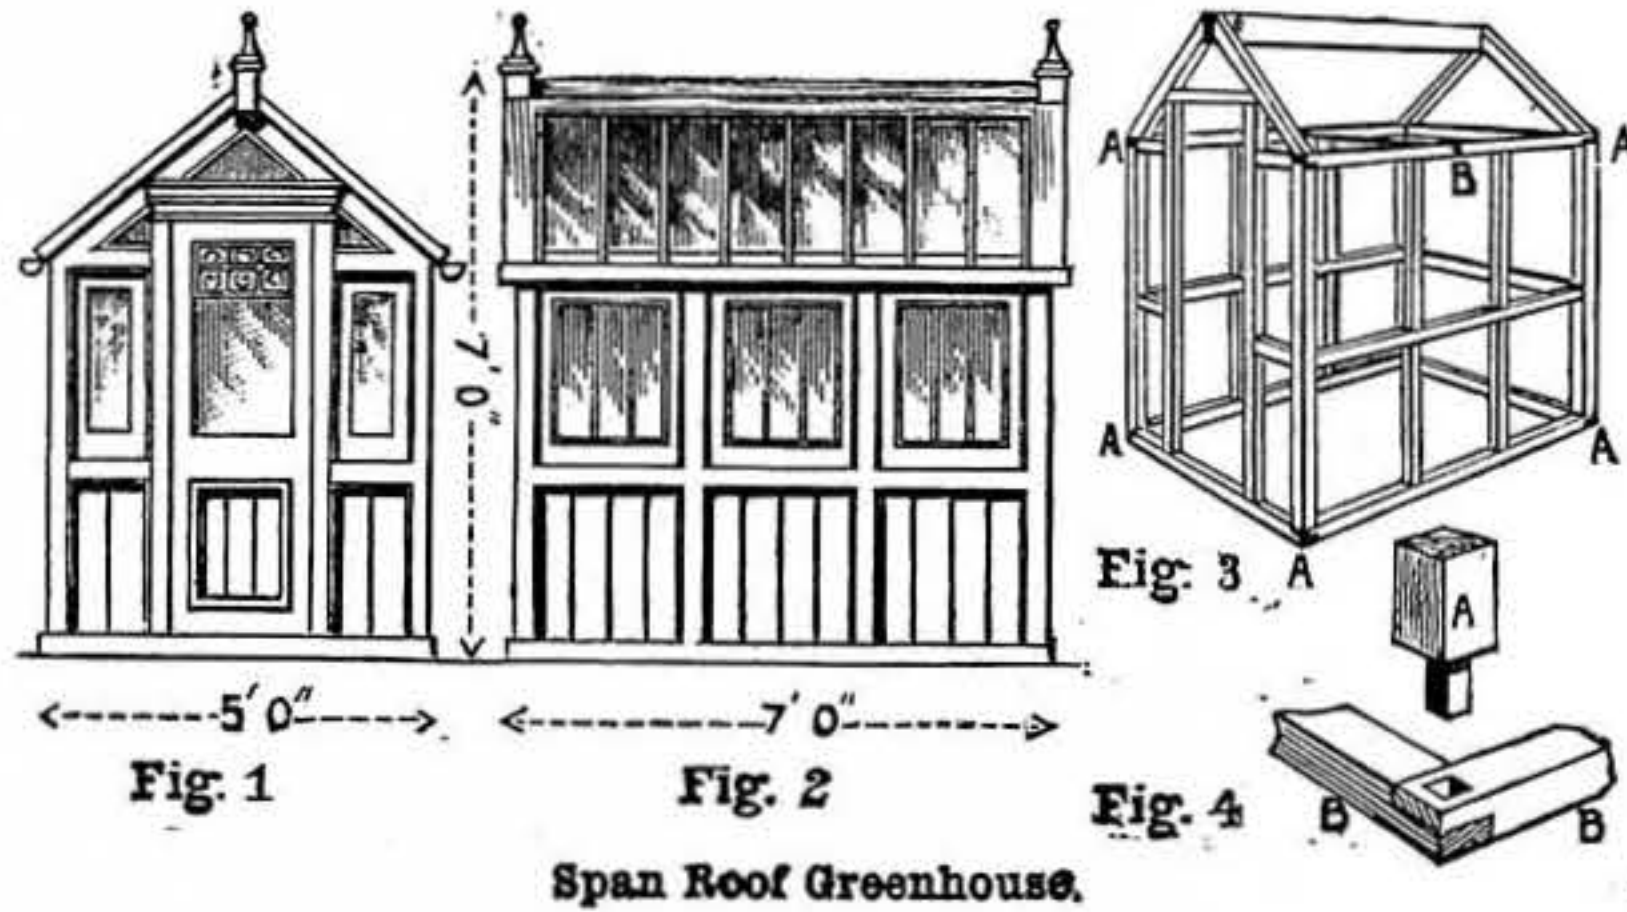 A
A
B
7' 0"
A
A
A
Fig: 3
A
5' 0"
7' 0"
Fig. 1
Fig. 2
Fig. 4
B
B
Span Roof Greenhouse.